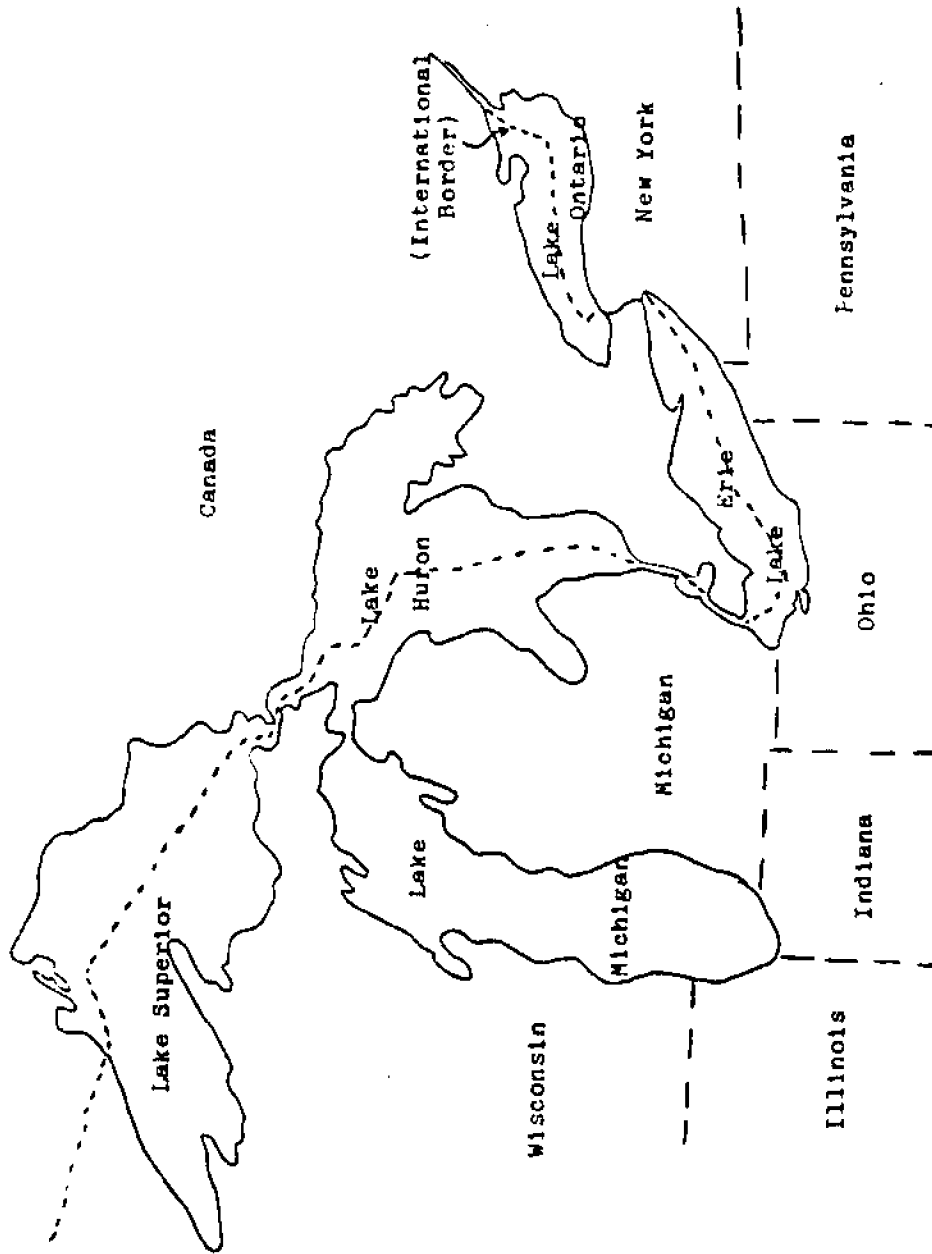 Canada
(International
Border)
Lake Superior
Lake
Huron
Lake
Ontario
Lake
Michigan
Michigan
New York
Wisconsin
Lake
Erie
Illinois
Indiana
Ohio
Pennsylvania